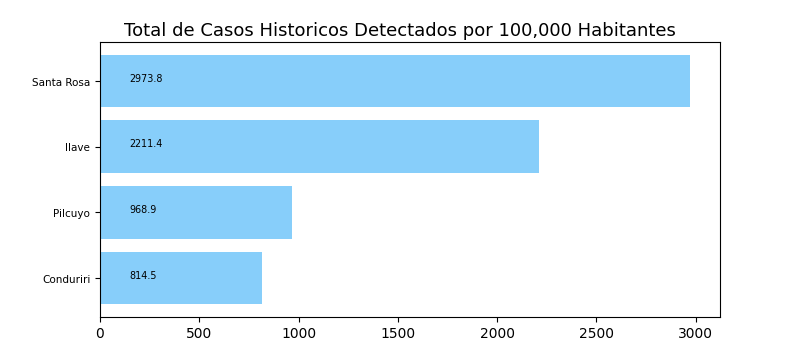 Total de Casos Historicos Detectados por 100,000 Habitantes
Santa Rosa 2973.8
Ilave 2211.4
Pilcuyo 968.9
Conduriri 814.5
0 500 1000 1500 2000 2500 3000